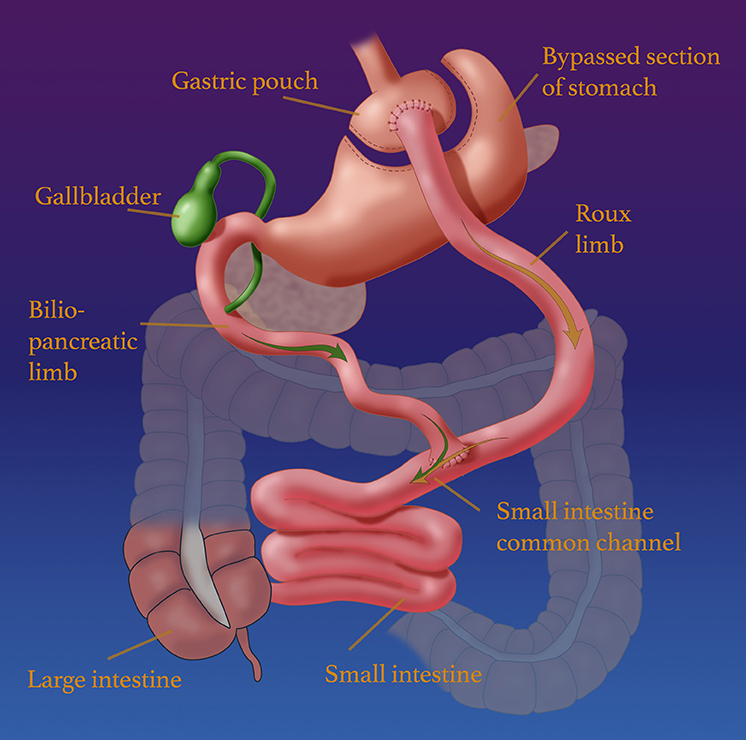 Bypassed section
of stomach
Gastric pouch
Gallbladder
Roux
limb
Bilio-
pancreatic
limb
Small intestine
common channel
Small intestine
Large intestine